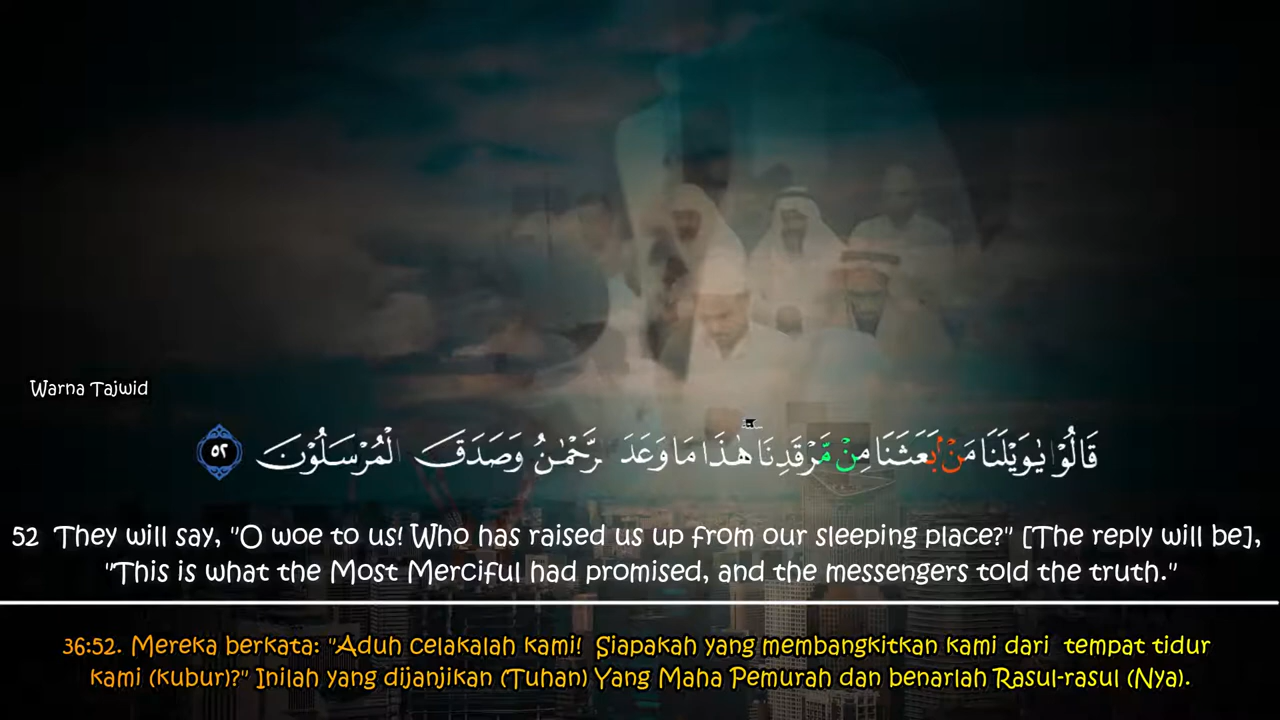 Warna Tajwid
قَالُوْا يٰوَيْلَنَا مَنْۢ بَعَثَنَا مِنْ مَّرْقَدِنَا ۜهٰذَا مَا وَعَدَ الرَّحْمٰنُ وَصَدَقَ الْمُرْسَلُوْنَ ٥٢
52 They will say, "O woe to us! Who has raised us up from our sleeping place?" [The reply will be],
"This is what the Most Merciful had promised, and the messengers told the truth."
36:52. Mereka berkata: "Aduh celakalah kami! Siapakah yang membangkitkan kami dari tempat tidur
kami (kubur)?" Inilah yang dijanjikan (Tuhan) Yang Maha Pemurah dan benarlah Rasul-rasul (Nya).